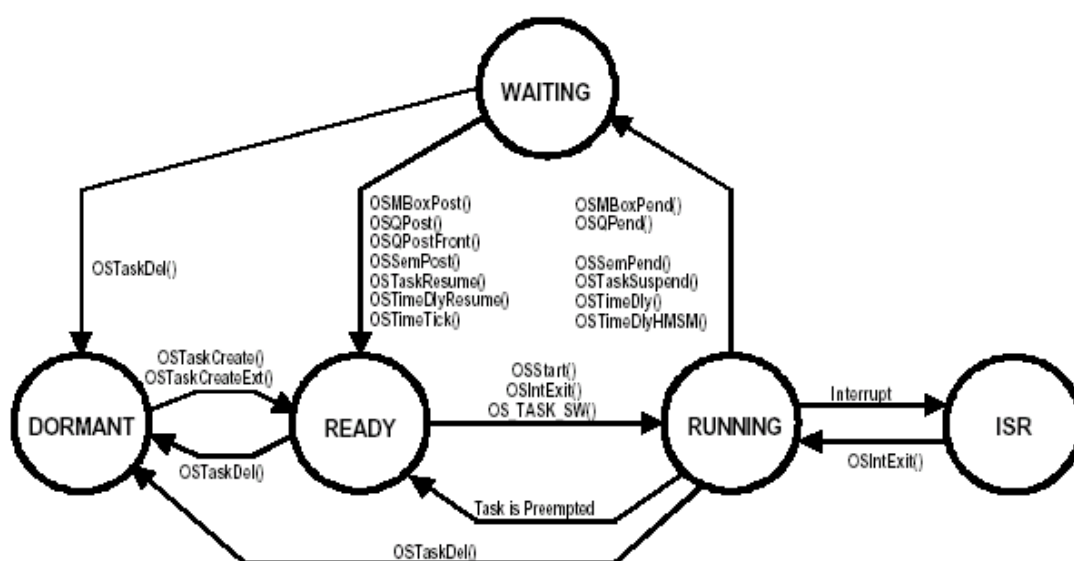 WAITING
OSMBoxPost()
OSQPost()
OSQPostFront()
OSSemPost()
OSTaskResume()
OSTimeDlyResume()
OSTimeTick()
OSMBoxPend()
OSQPend()
OSSemPend()
OSTaskSuspend()
OSTimeDly()
OSTimeDlyHMSM()
OSTaskDel()
OSTaskCreate()
OSTaskCreateExt()
OSStart()
OSIntExit()
OS_TASK_SW()
Interrupt
DORMANT
READY
RUNNING
ISR
OSTaskDel()
OSIntExit()
Task is Preempted
OSTaskDel()